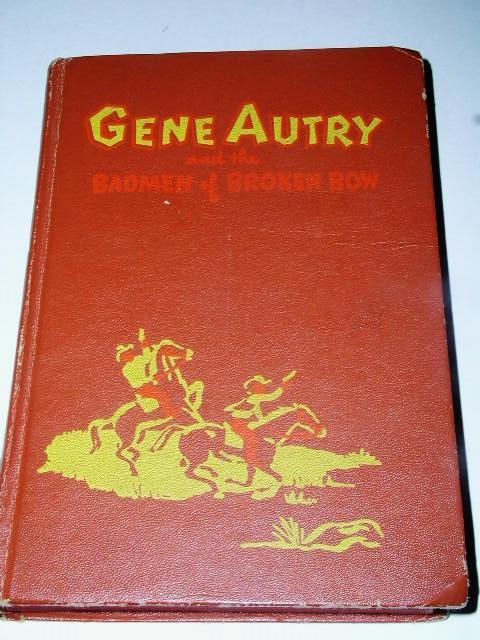 GENE AUTRY
and the
BADMEN of BROKEN BOW